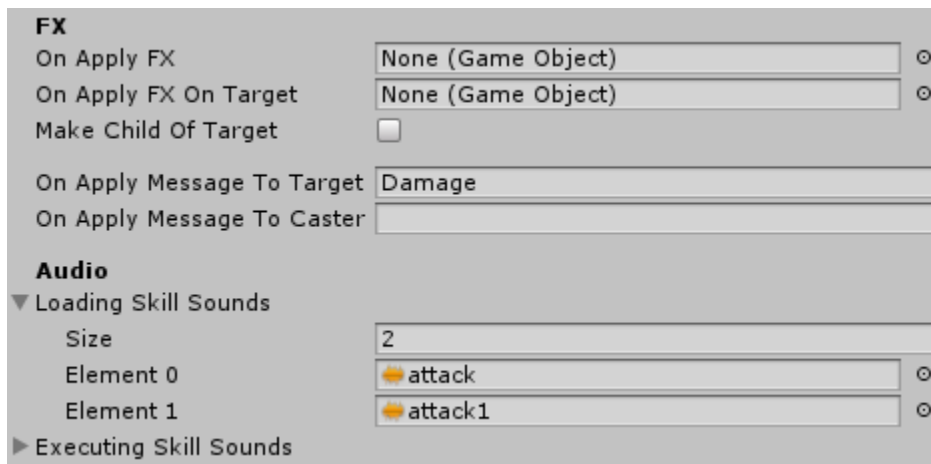 FX
On Apply FX None (Game Object)
On Apply FX On Target None (Game Object)
Make Child Of Target
On Apply Message To Target Damage
On Apply Message To Caster
Audio
Loading Skill Sounds
Size 2
Element 0 attack
Element 1 attack1
Executing Skill Sounds